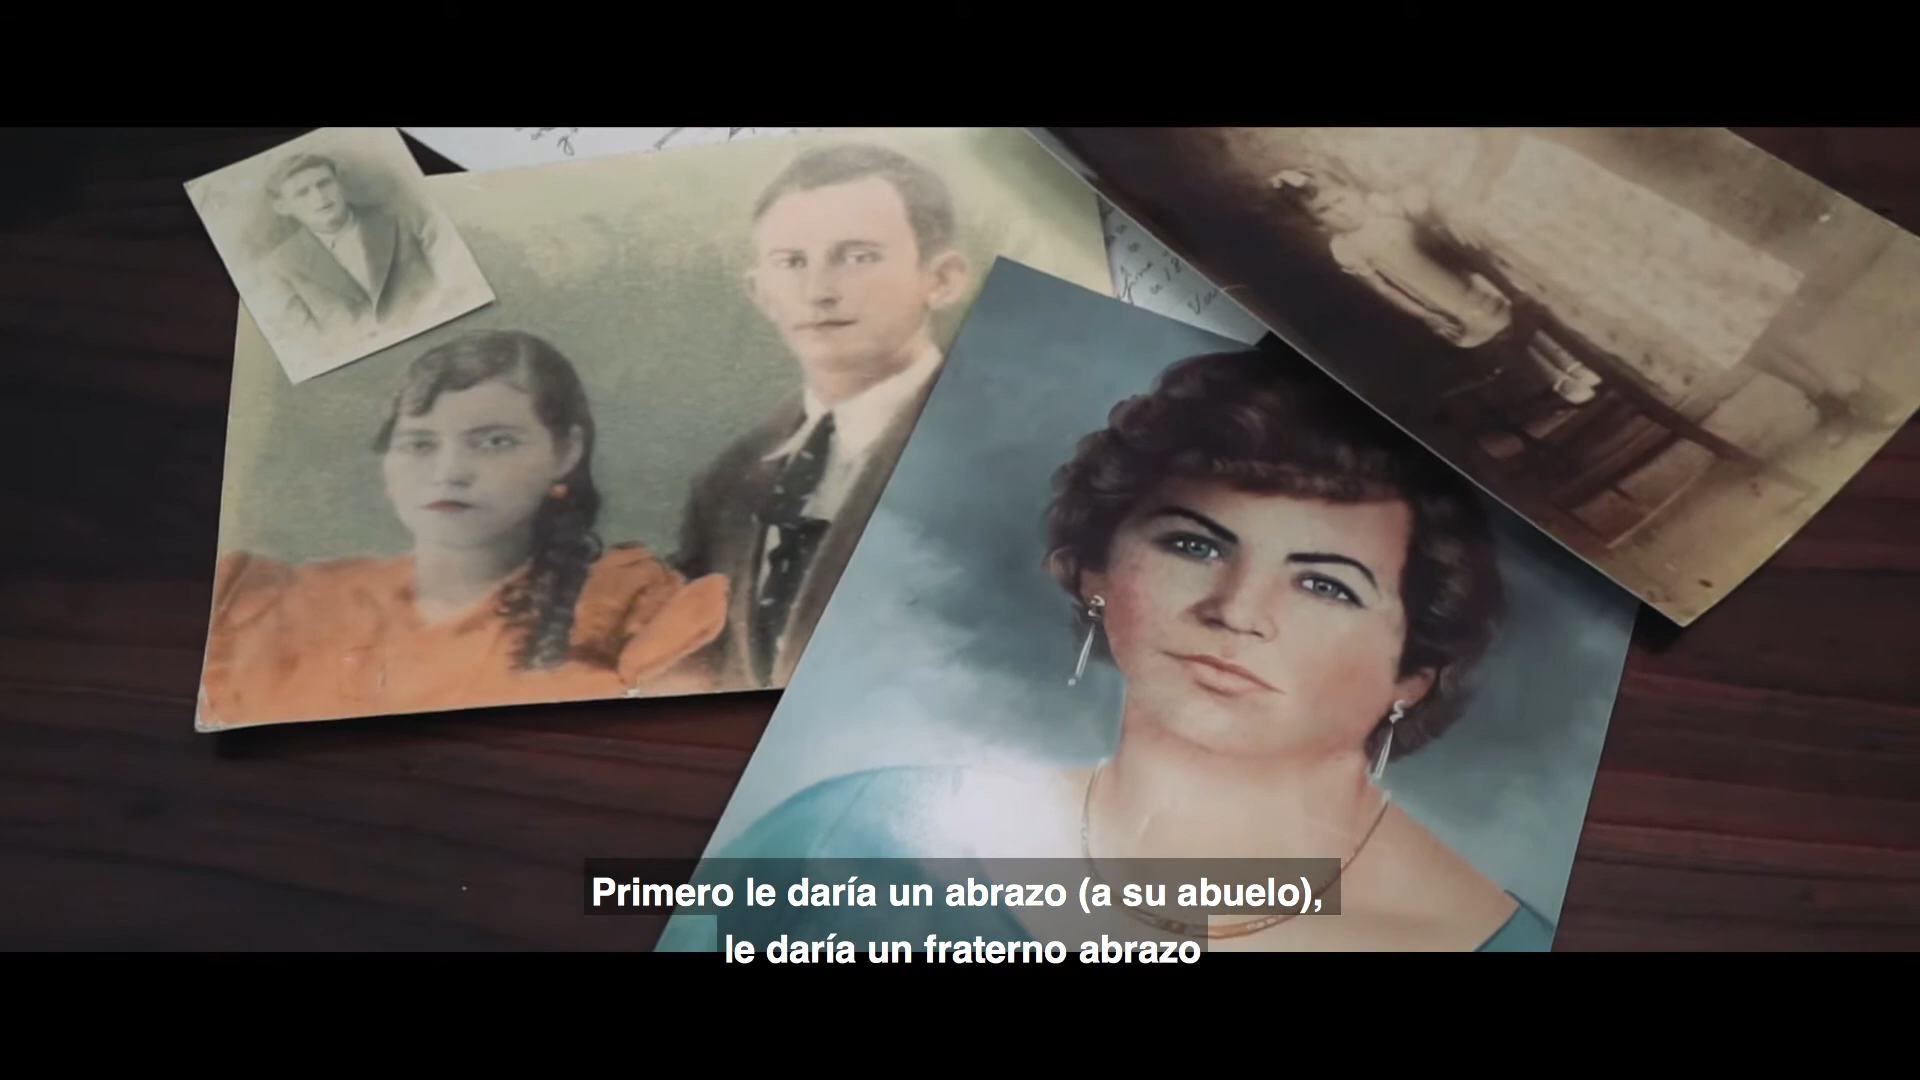 Primero le daría un abrazo (a su abuelo),
le daría un fraterno abrazo